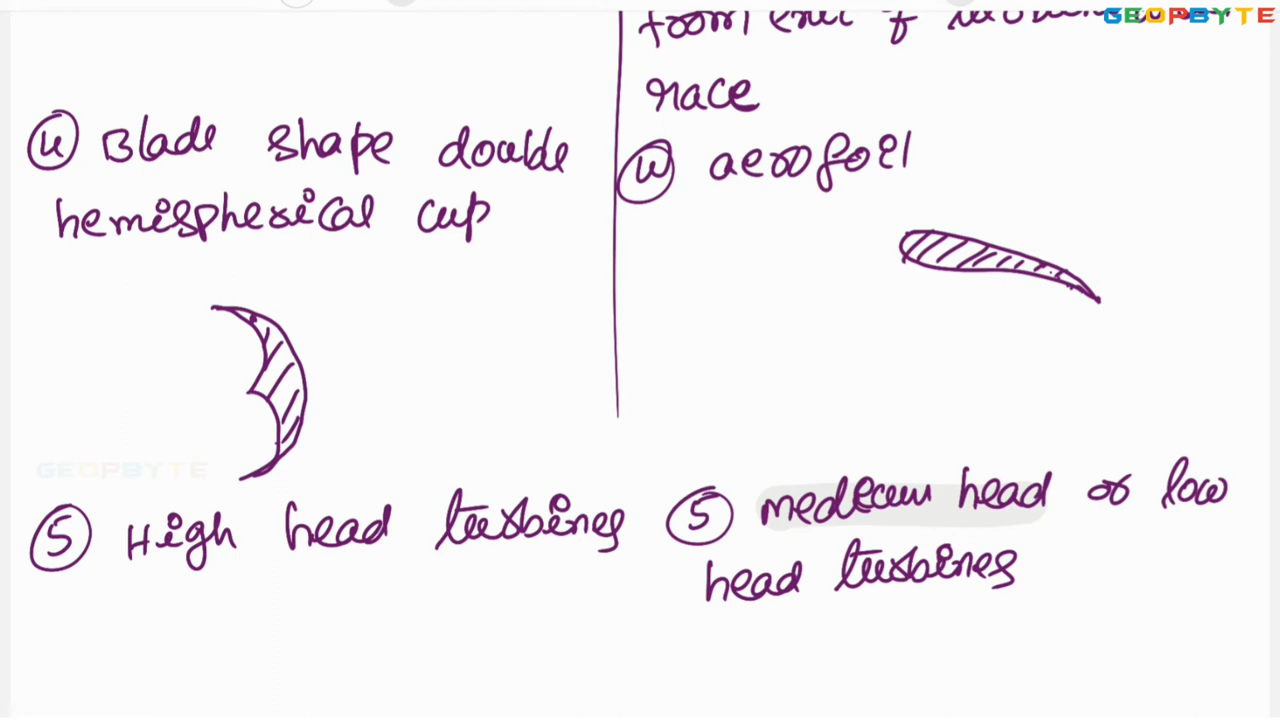 GEOPBYTE
race
④ Blade shape double
hemispherical cup
④ aerofoil
GEOPBYTE
⑤ High head turbines
⑤ medium head or low
head turbines